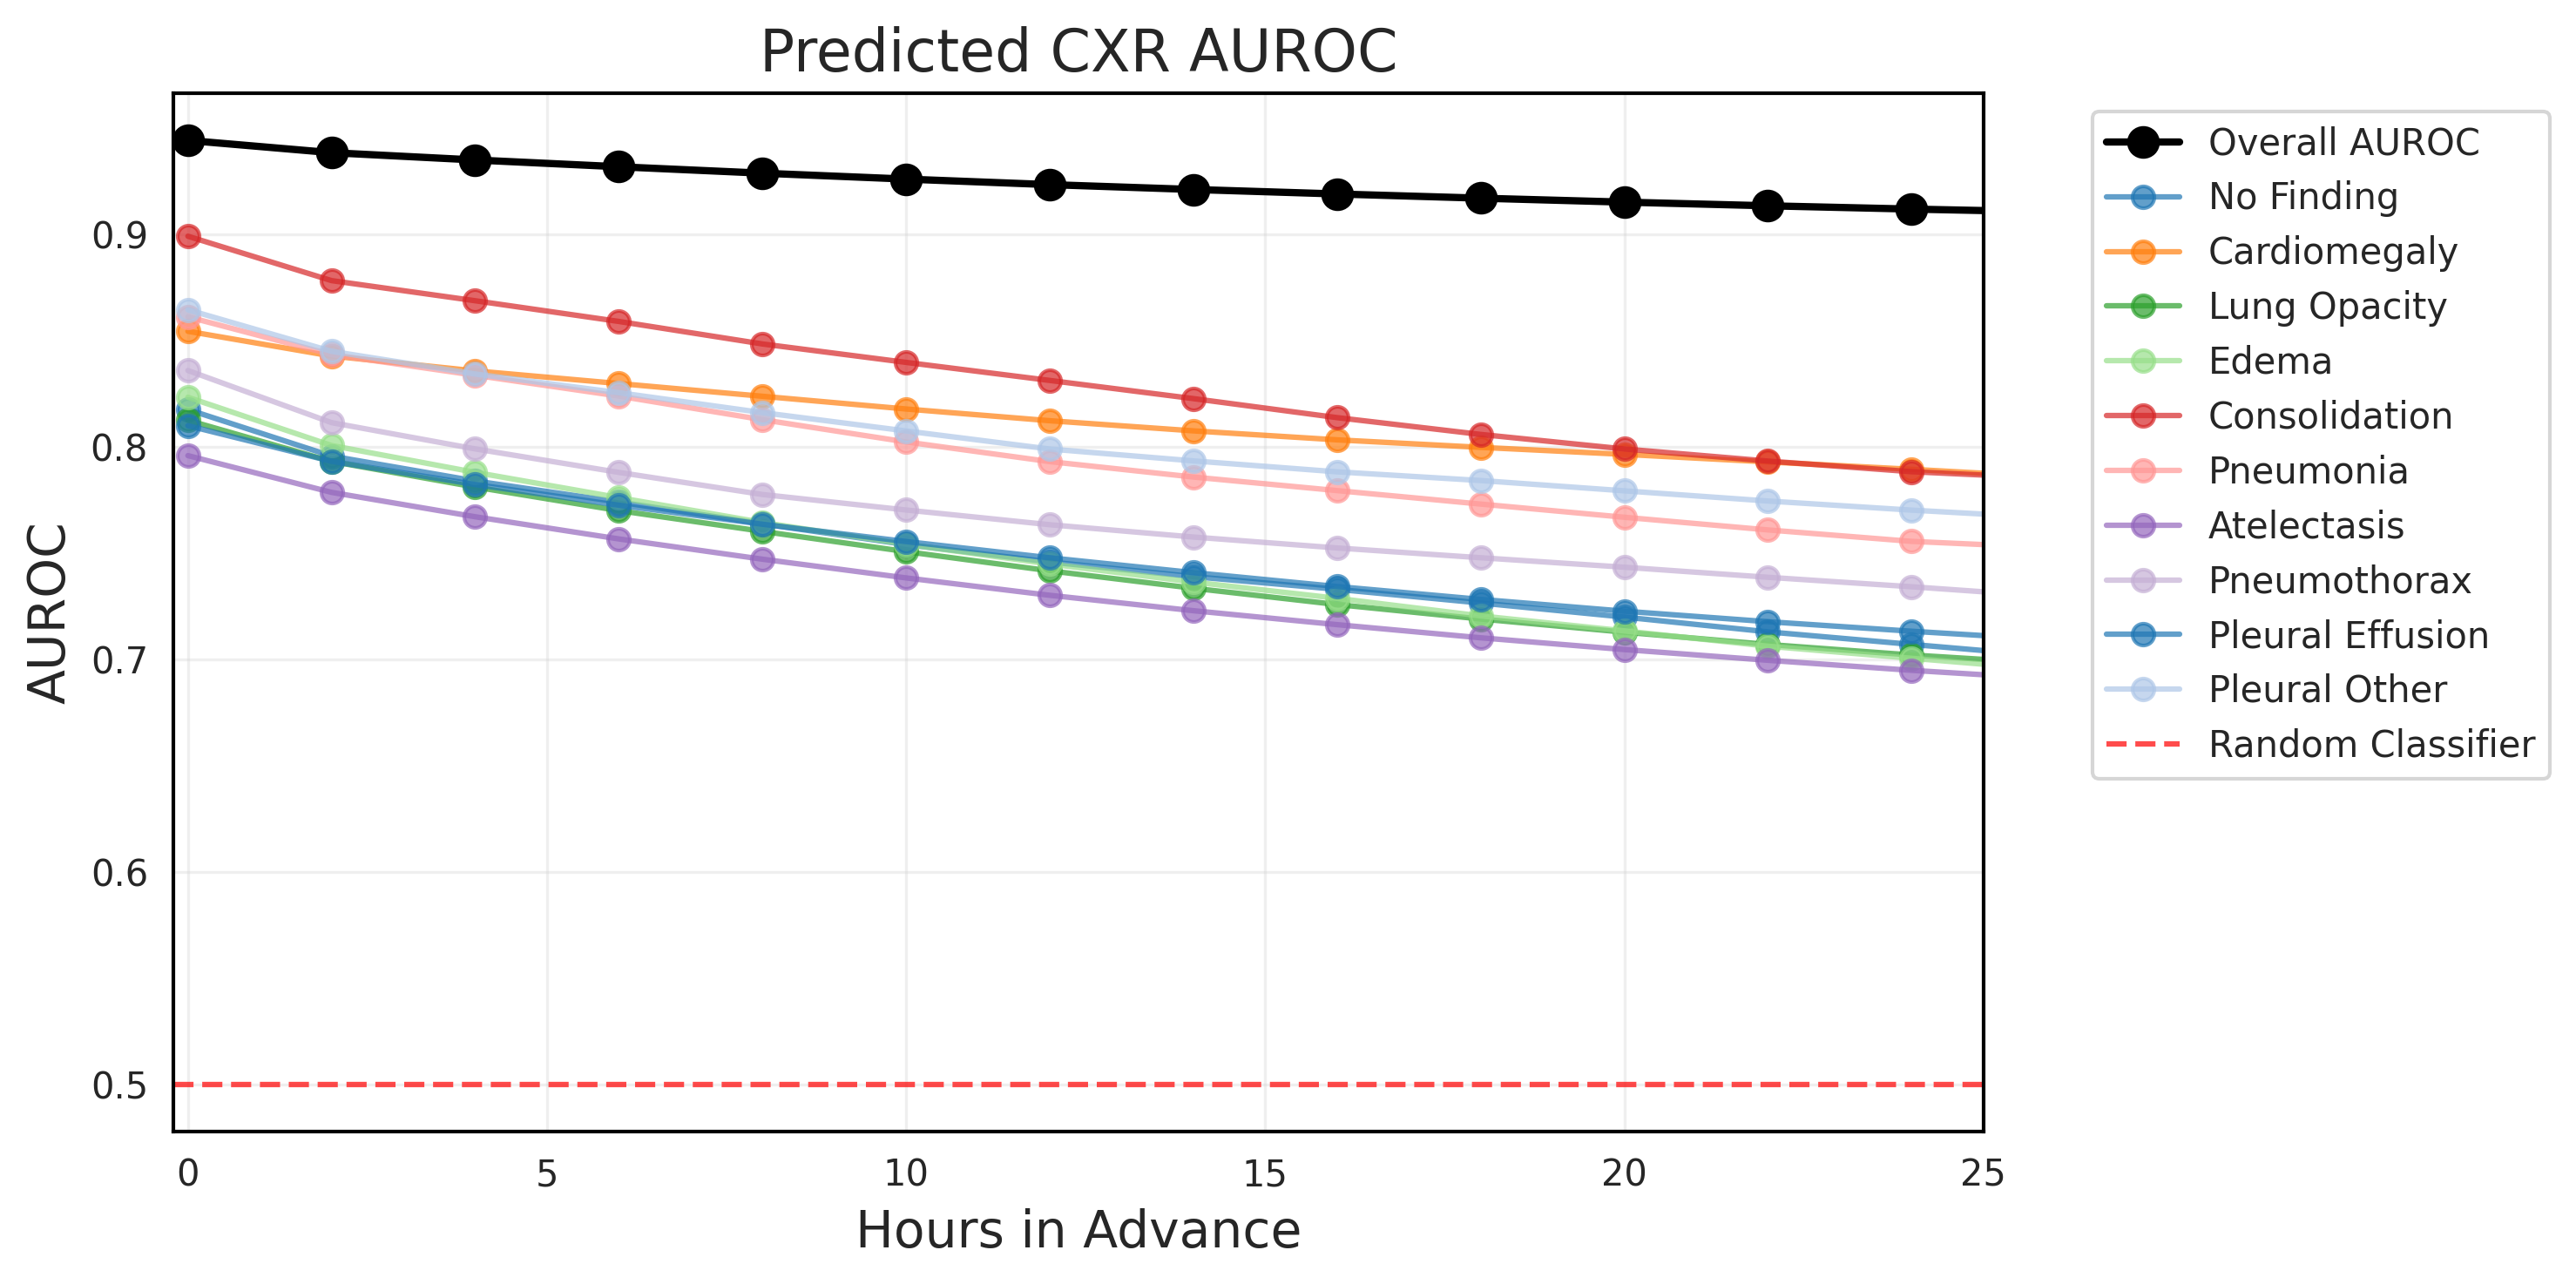 Predicted CXR AUROC
AUROC
0.9
0.8
0.7
0.6
0.5
0
5
10
15
20
25
Hours in Advance
Overall AUROC
No Finding
Cardiomegaly
Lung Opacity
Edema
Consolidation
Pneumonia
Atelectasis
Pneumothorax
Pleural Effusion
Pleural Other
Random Classifier